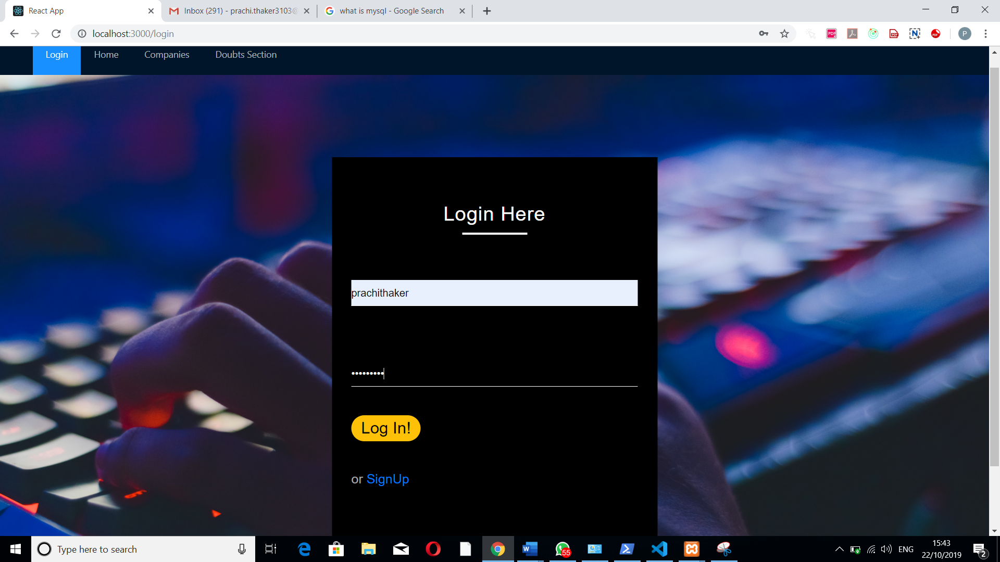 React App
Inbox (291) - prachi.thaker3103@
what is mysql - Google Search
localhost:3000/login
P
Login
Home
Companies
Doubts Section
Login Here
prachithaker
•••••••••
Log In!
or SignUp
Type here to search
55
ENG
15:43
22/10/2019
2